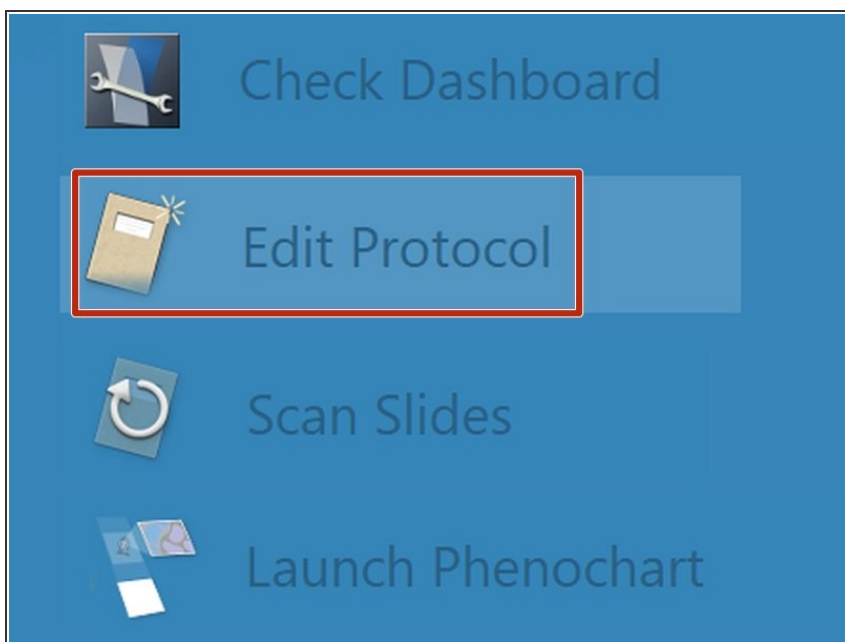 Check Dashboard
Edit Protocol
Scan Slides
Launch Phenochart